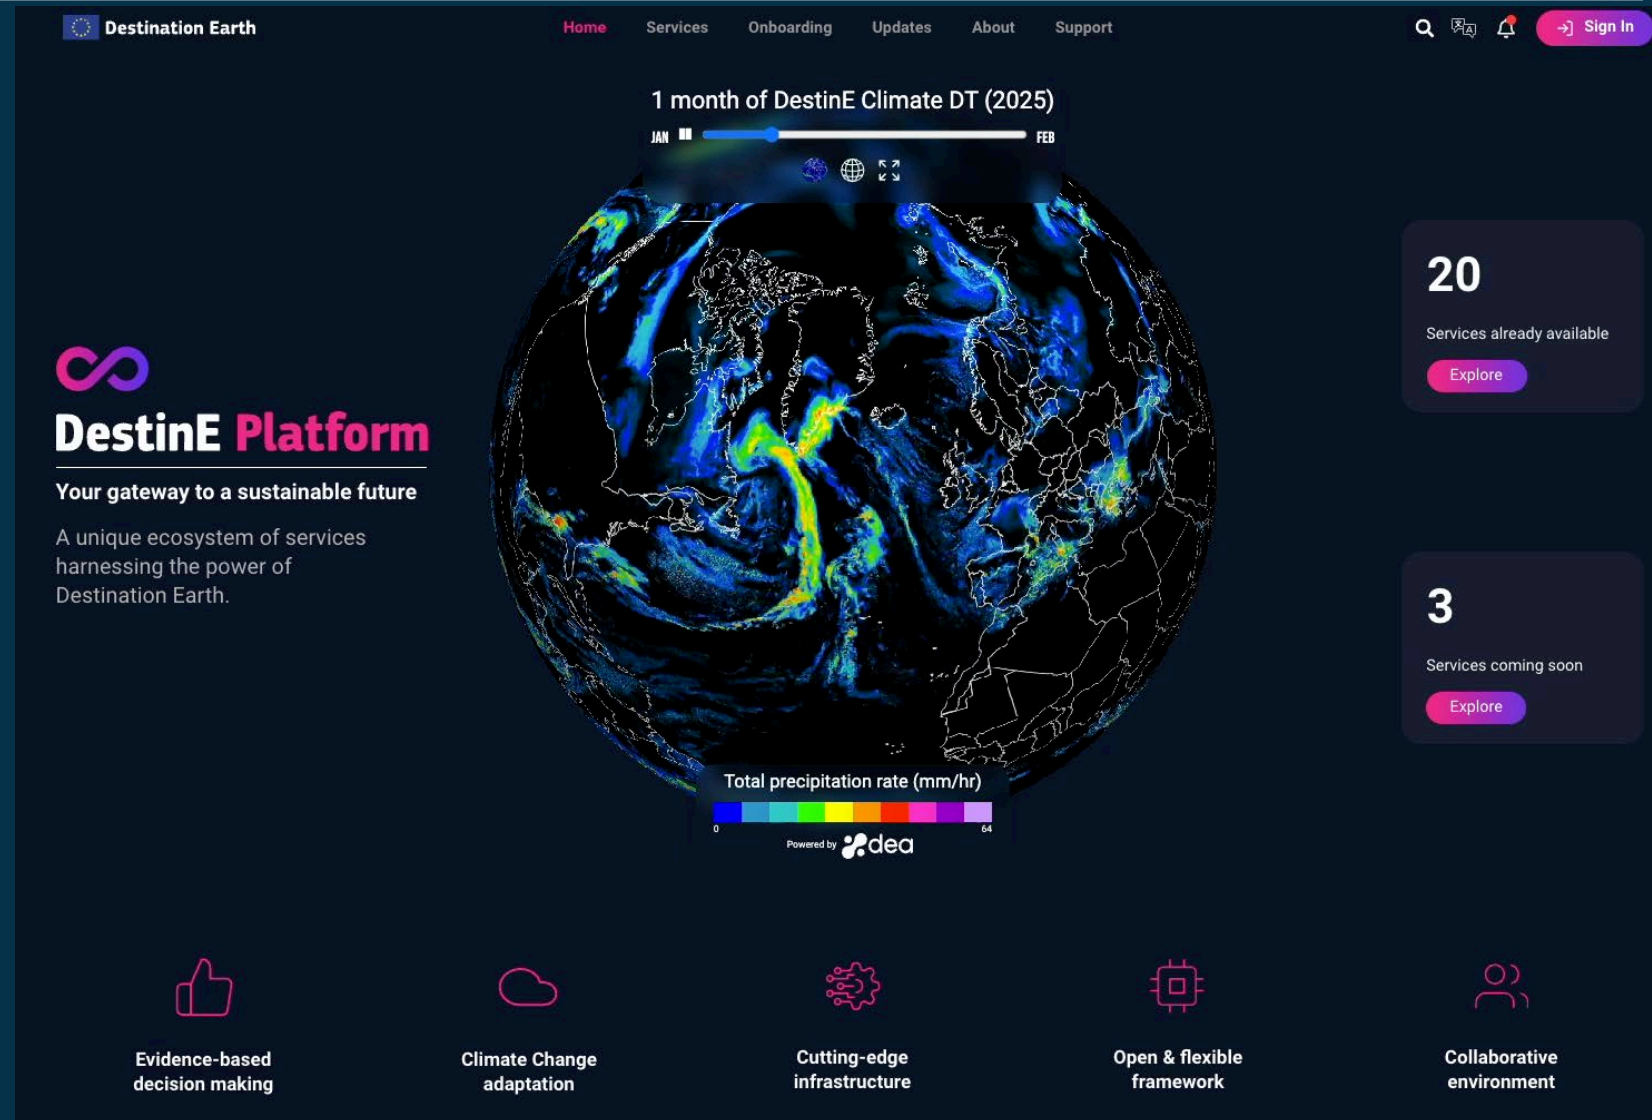 Destination Earth
Home
Services
Onboarding
Updates
About
Support
Sign In
1 month of DestinE Climate DT (2025)
JAN
FEB
20
Services already available
Explore
DestinE Platform
Your gateway to a sustainable future
A unique ecosystem of services
harnessing the power of
Destination Earth.
3
Services coming soon
Explore
Total precipitation rate (mm/hr)
0
64
Powered by dea
Evidence-based
decision making
Climate Change
adaptation
Cutting-edge
infrastructure
Open & flexible
framework
Collaborative
environment